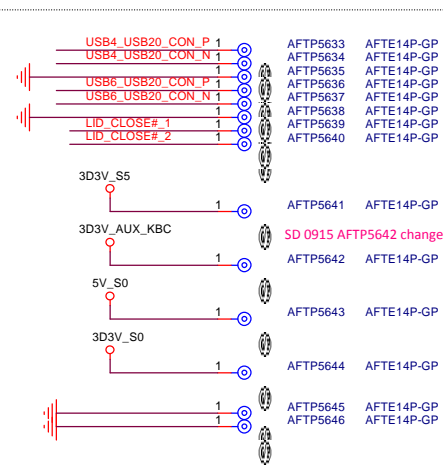 USB4_USB20_CON_P 1 AFTP5633 AFTE14P-GP
USB4_USB20_CON_N 1 AFTP5634 AFTE14P-GP
1 AFTP5635 AFTE14P-GP
USB6_USB20_CON_P 1 AFTP5636 AFTE14P-GP
USB6_USB20_CON_N 1 AFTP5637 AFTE14P-GP
1 AFTP5638 AFTE14P-GP
LID_CLOSE#_1 1 AFTP5639 AFTE14P-GP
LID_CLOSE#_2 1 AFTP5640 AFTE14P-GP
3D3V_S5
1 AFTP5641 AFTE14P-GP
3D3V_AUX_KBC
SD 0915 AFTP5642 change
1 AFTP5642 AFTE14P-GP
5V_S0
1 AFTP5643 AFTE14P-GP
3D3V_S0
1 AFTP5644 AFTE14P-GP
1 AFTP5645 AFTE14P-GP
1 AFTP5646 AFTE14P-GP